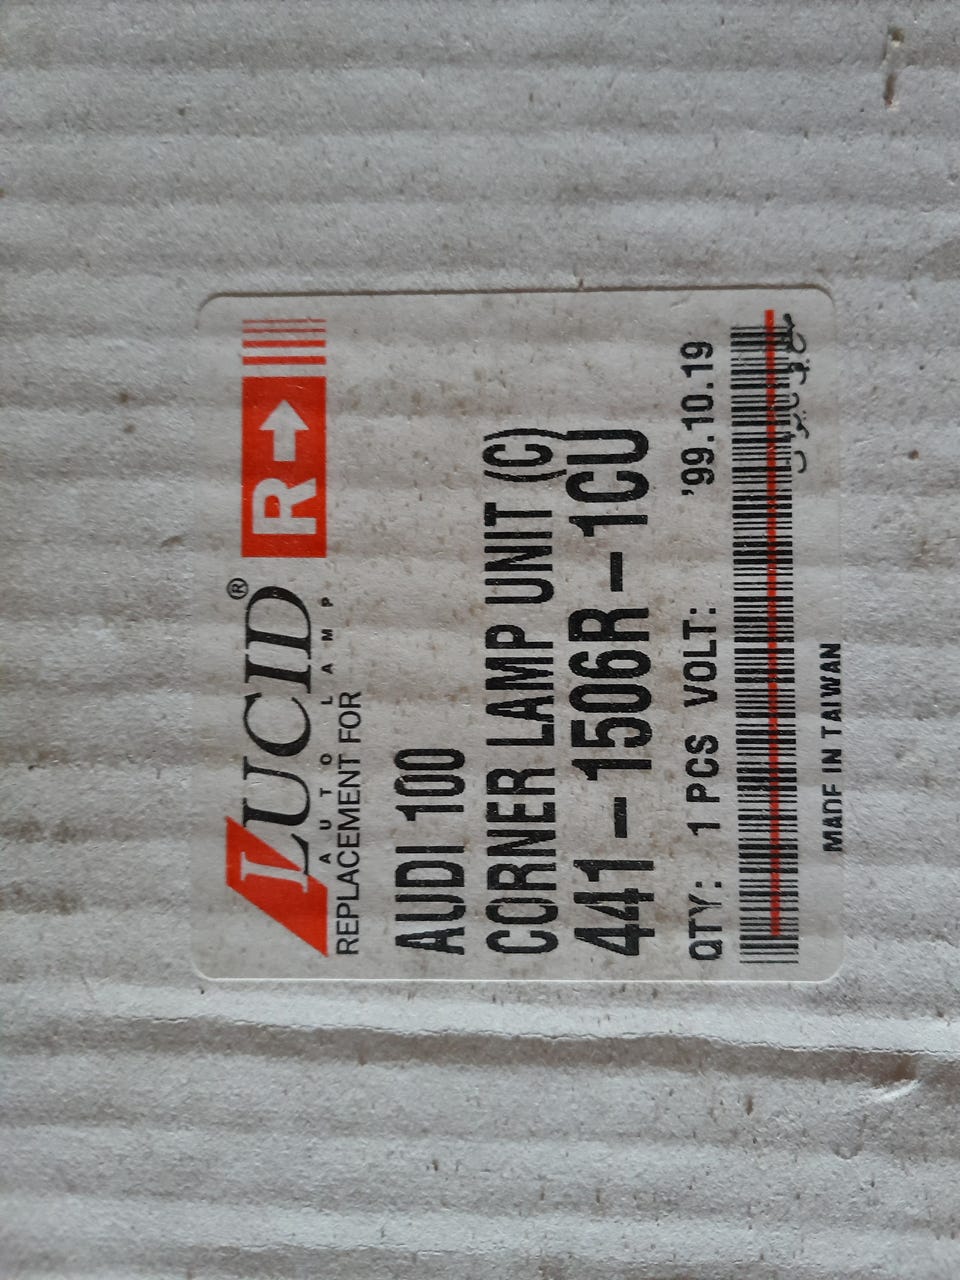 LUCID®
AUTO LAMP
R
REPLACEMENT FOR
AUDI 100
CORNER LAMP UNIT (C)
441-1506R-1CU
QTY: 1 PCS VOLT: '99.10.19
MADE IN TAIWAN